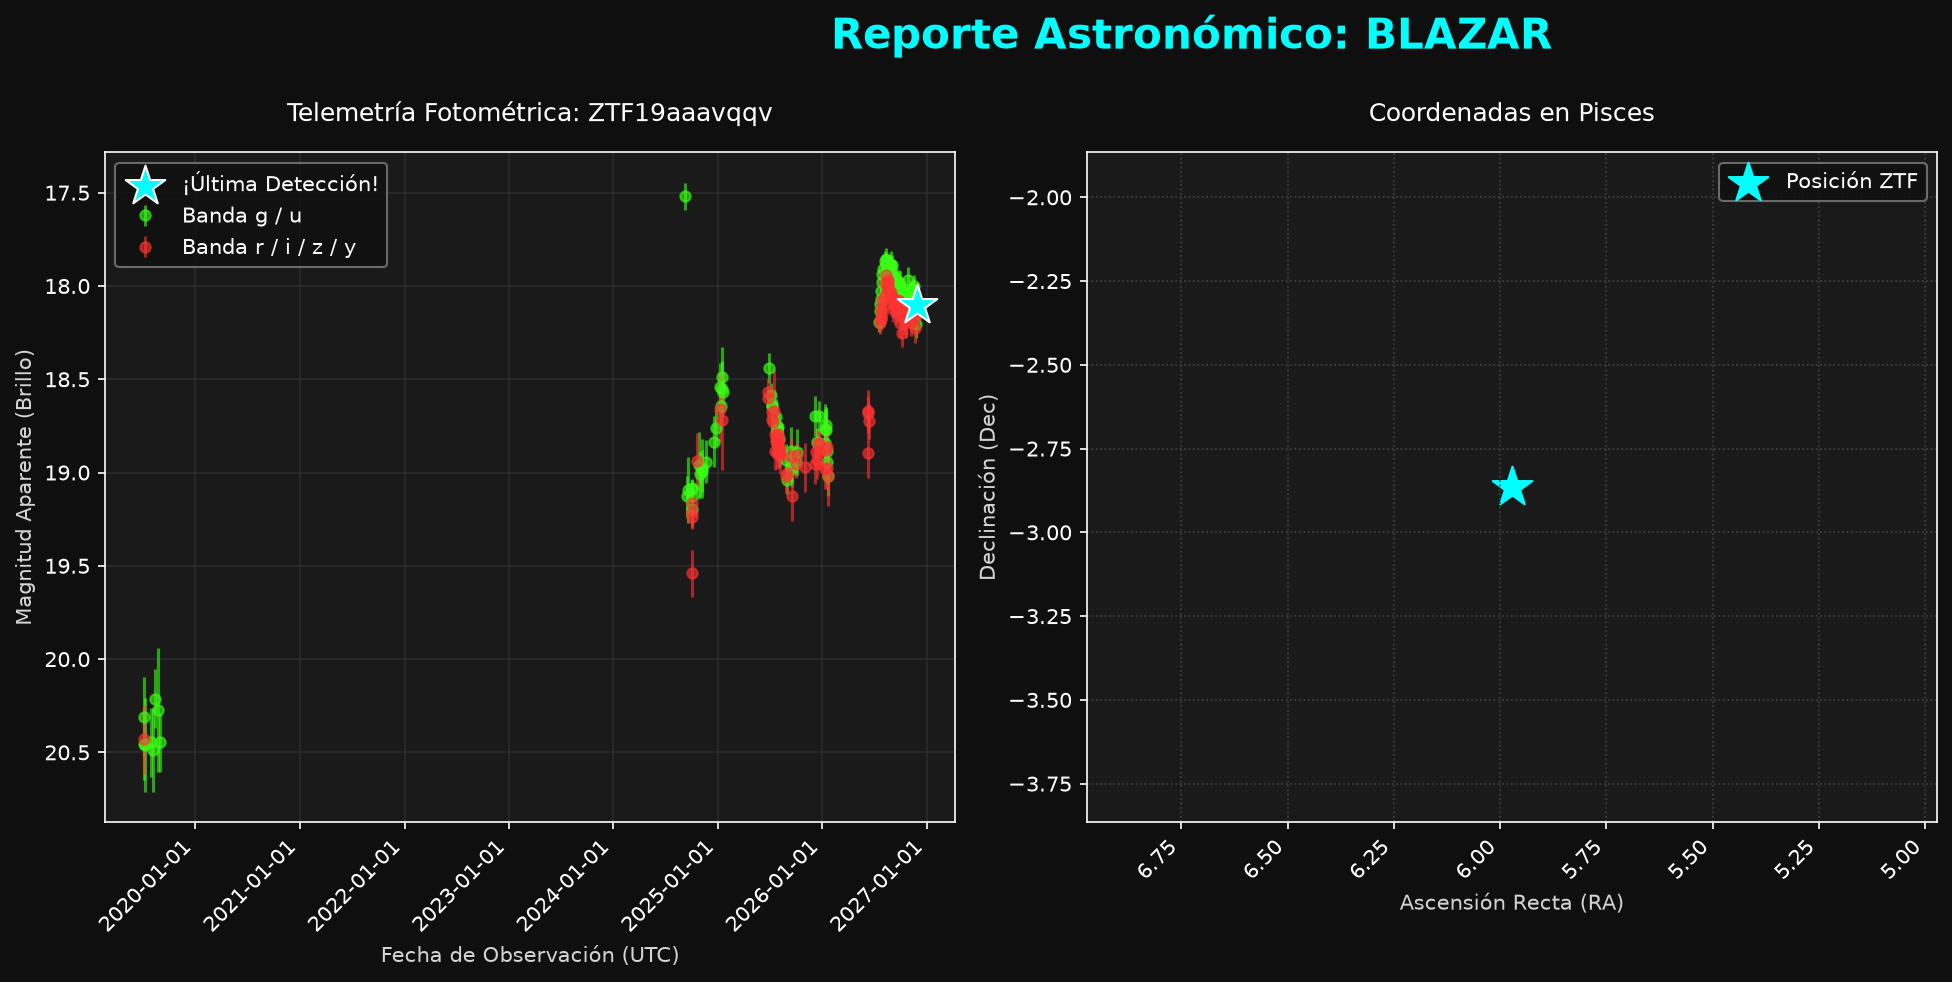 Reporte Astronómico: BLAZAR
Telemetría Fotométrica: ZTF19aaavqqv
¡Última Detección!
Banda g / u
Banda r / i / z / y
Magnitud Aparente (Brillo)
17.5
18.0
18.5
19.0
19.5
20.0
20.5
2020-01-01
2021-01-01
2022-01-01
2023-01-01
2024-01-01
2025-01-01
2026-01-01
2027-01-01
Fecha de Observación (UTC)
Coordenadas en Pisces
Posición ZTF
Declinación (Dec)
−2.00
−2.25
−2.50
−2.75
−3.00
−3.25
−3.50
−3.75
6.75
6.50
6.25
6.00
5.75
5.50
5.25
5.00
Ascensión Recta (RA)